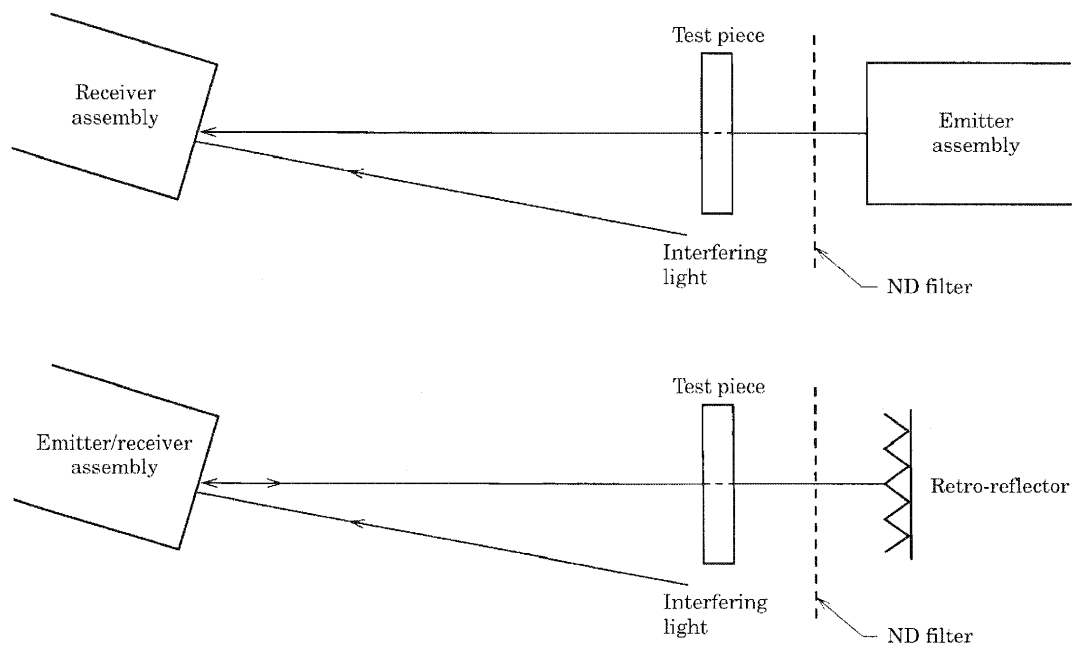 Test piece
Receiver
assembly
Emitter
assembly
Interfering
light
ND filter
Test piece
Emitter/receiver
assembly
Retro-reflector
Interfering
light
ND filter